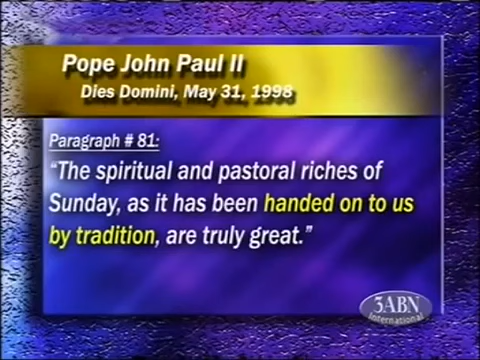 Pope John Paul II
Dies Domini, May 31, 1998
Paragraph # 81:
“The spiritual and pastoral riches of
Sunday, as it has been handed on to us
by tradition, are truly great.”
3ABN
International